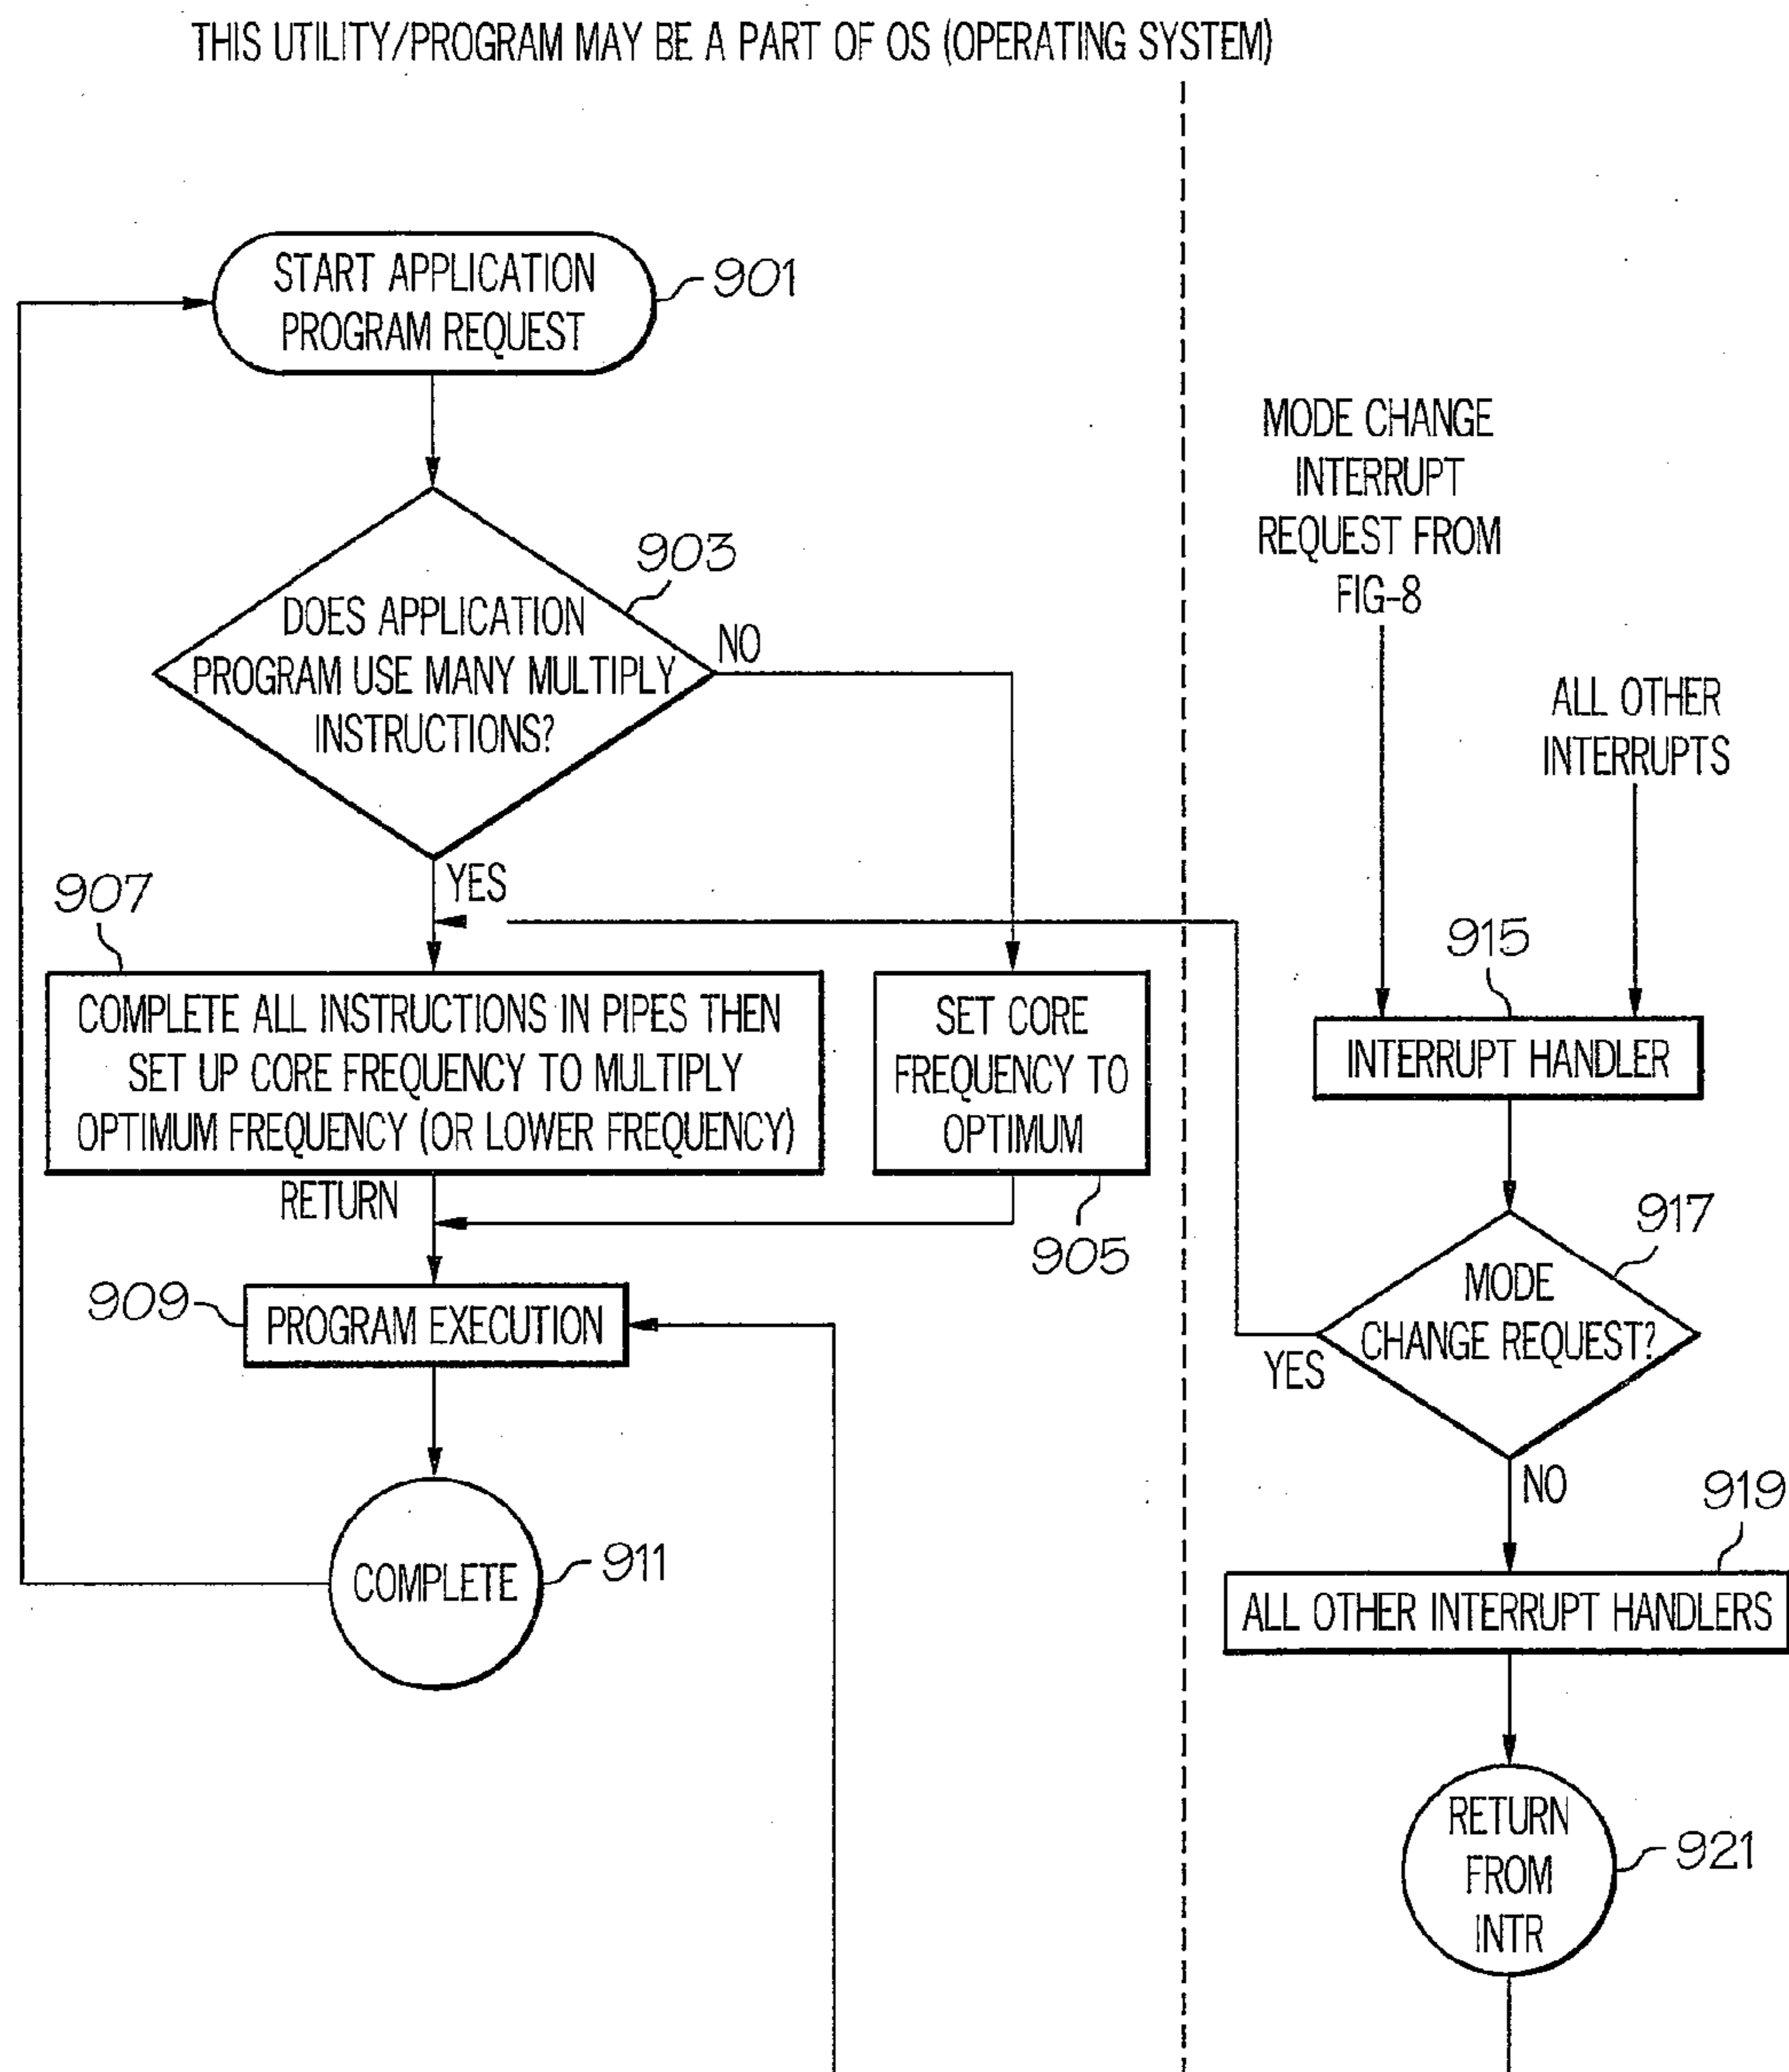 THIS UTILITY/PROGRAM MAY BE A PART OF OS (OPERATING SYSTEM)
START APPLICATION
PROGRAM REQUEST
901
903
DOES APPLICATION
PROGRAM USE MANY MULTIPLY
INSTRUCTIONS?
NO
YES
907
COMPLETE ALL INSTRUCTIONS IN PIPES THEN
SET UP CORE FREQUENCY TO MULTIPLY
OPTIMUM FREQUENCY (OR LOWER FREQUENCY)
SET CORE
FREQUENCY TO
OPTIMUM
905
RETURN
909
PROGRAM EXECUTION
COMPLETE
911
MODE CHANGE
INTERRUPT
REQUEST FROM
FIG-8
ALL OTHER
INTERRUPTS
915
INTERRUPT HANDLER
917
MODE
CHANGE REQUEST?
YES
NO
919
ALL OTHER INTERRUPT HANDLERS
RETURN
FROM
INTR
921